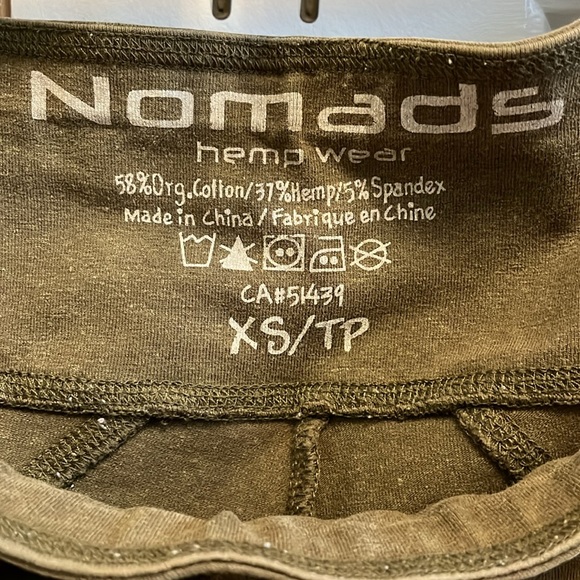 Nomads
hemp wear
58%Org.Cotton/37%Hemp/5%Spandex
Made in China/Fabrique en Chine
CA#51439
XS/TP